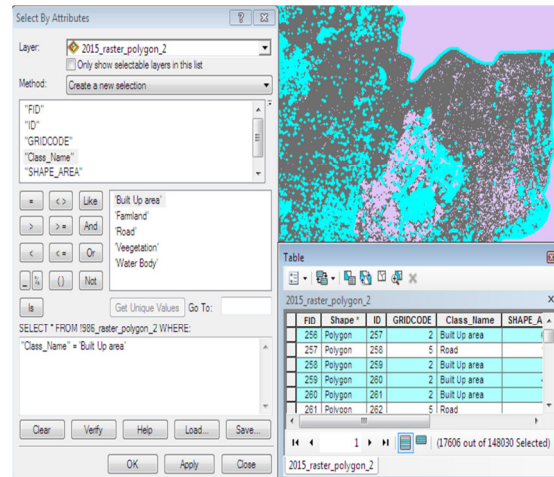 Select By Attributes
Layer: 2015_raster_polygon_2
Only show selectable layers in this list
Method: Create a new selection
"FID"
"ID"
"GRIDCODE"
"Class_Name"
"SHAPE_AREA"
= <> Like
> >= And
< <= Or
_ % () Not
Is
'Built Up area'
'Farmland'
'Road'
'Veegetation'
'Water Body'
Get Unique Values Go To:
SELECT * FROM 1986_raster_polygon_2 WHERE:
"Class_Name" = 'Built Up area'
Clear Verify Help Load... Save...
OK Apply Close
Table
2015_raster_polygon_2
FID Shape * ID GRIDCODE Class_Name SHAPE_A
256 Polygon 257 2 Built Up area
257 Polygon 258 5 Road
258 Polygon 259 2 Built Up area
259 Polygon 260 2 Built Up area
260 Polygon 261 2 Built Up area
261 Polygon 262 5 Road
1 (17606 out of 148030 Selected)
2015_raster_polygon_2